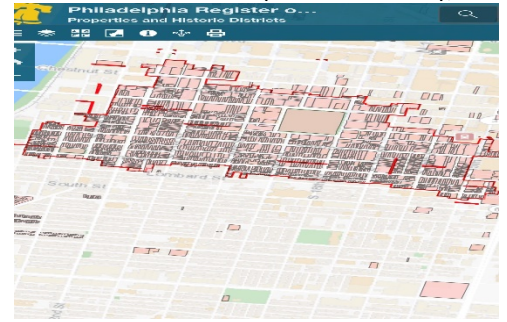 Philadelphia Register o...
Properties and Historic Districts
Chestnut St
Lombard St
South St